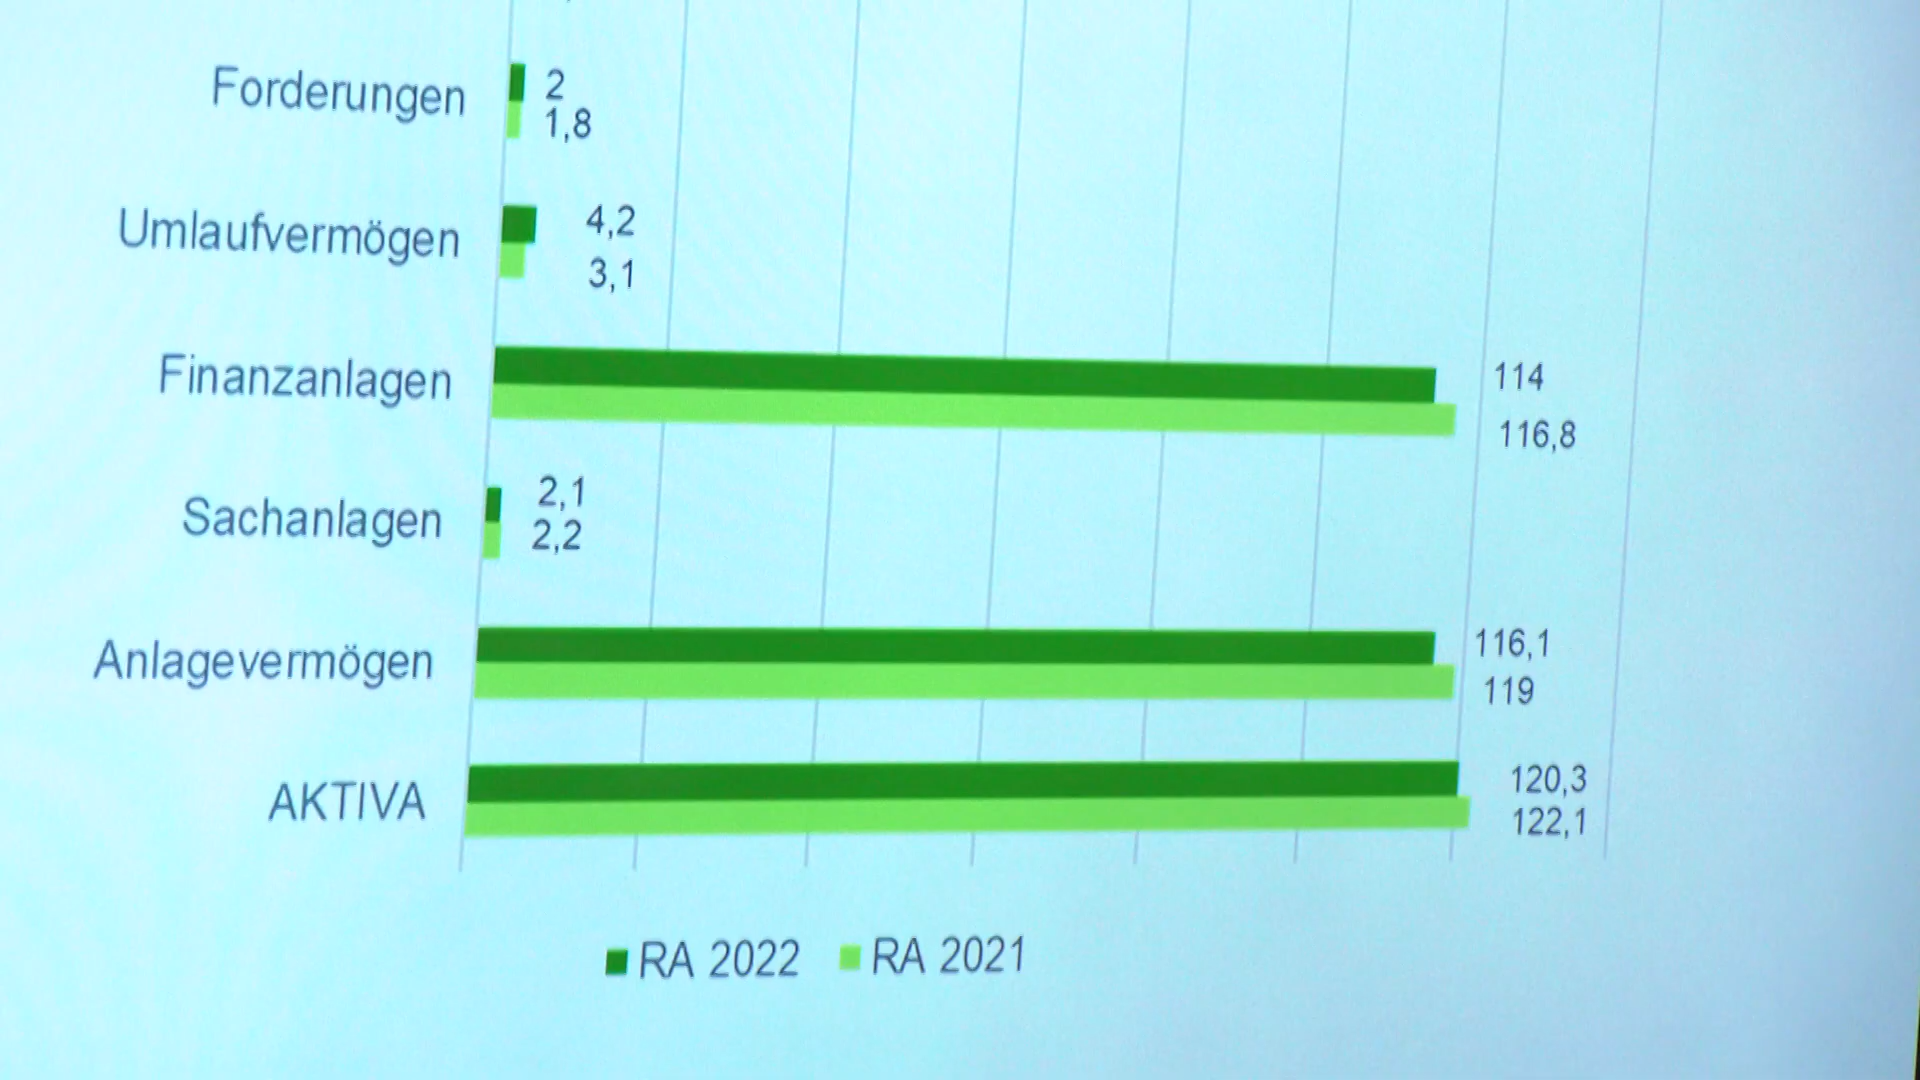 Forderungen
2
1,8
Umlaufvermögen
4,2
3,1
Finanzanlagen
114
116,8
Sachanlagen
2,1
2,2
Anlagevermögen
116,1
119
AKTIVA
120,3
122,1
RA 2022 RA 2021